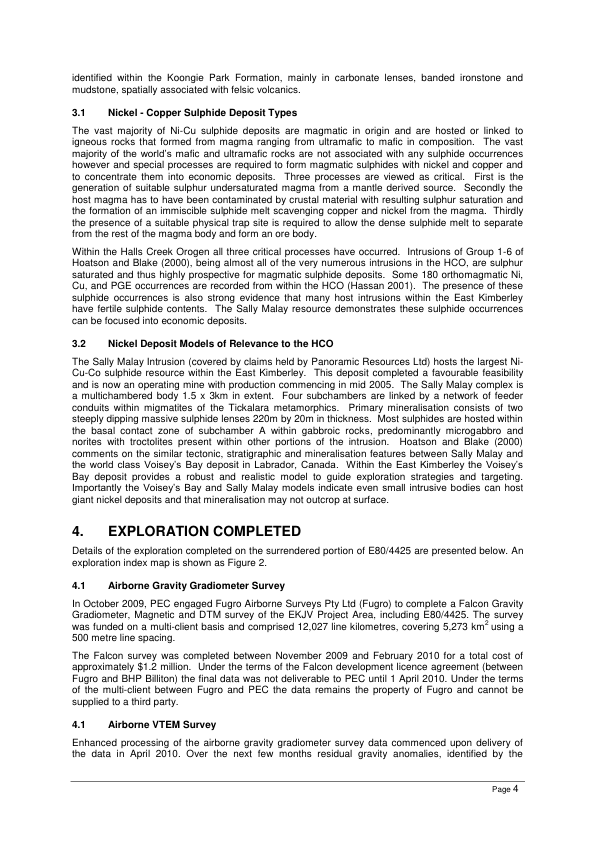 identified within the Koongie Park Formation, mainly in carbonate lenses, banded ironstone and
mudstone, spatially associated with felsic volcanics.
3.1 Nickel - Copper Sulphide Deposit Types
The vast majority of Ni-Cu sulphide deposits are magmatic in origin and are hosted or linked to
igneous rocks that formed from magma ranging from ultramafic to mafic in composition. The vast
majority of the world's mafic and ultramafic rocks are not associated with any sulphide occurrences
however and special processes are required to form magmatic sulphides with nickel and copper and
to concentrate them into economic deposits. Three processes are viewed as critical. First is the
generation of suitable sulphur undersaturated magma from a mantle derived source. Secondly the
host magma has to have been contaminated by crustal material with resulting sulphur saturation and
the formation of an immiscible sulphide melt scavenging copper and nickel from the magma. Thirdly
the presence of a suitable physical trap site is required to allow the dense sulphide melt to separate
from the rest of the magma body and form an ore body.
Within the Halls Creek Orogen all three critical processes have occurred. Intrusions of Group 1-6 of
Hoatson and Blake (2000), being almost all of the very numerous intrusions in the HCO, are sulphur
saturated and thus highly prospective for magmatic sulphide deposits. Some 180 orthomagmatic Ni,
Cu, and PGE occurrences are recorded from within the HCO (Hassan 2001). The presence of these
sulphide occurrences is also strong evidence that many host intrusions within the East Kimberley
have fertile sulphide contents. The Sally Malay resource demonstrates these sulphide occurrences
can be focused into economic deposits.
3.2 Nickel Deposit Models of Relevance to the HCO
The Sally Malay Intrusion (covered by claims held by Panoramic Resources Ltd) hosts the largest Ni-
Cu-Co sulphide resource within the East Kimberley. This deposit completed a favourable feasibility
and is now an operating mine with production commencing in mid 2005. The Sally Malay complex is
a multichambered body 1.5 x 3km in extent. Four subchambers are linked by a network of feeder
conduits within migmatites of the Tickalara metamorphics. Primary mineralisation consists of two
steeply dipping massive sulphide lenses 220m by 20m in thickness. Most sulphides are hosted within
the basal contact zone of subchamber A within gabbroic rocks, predominantly microgabbro and
norites with troctolites present within other portions of the intrusion. Hoatson and Blake (2000)
comments on the similar tectonic, stratigraphic and mineralisation features between Sally Malay and
the world class Voisey's Bay deposit in Labrador, Canada. Within the East Kimberley the Voisey's
Bay deposit provides a robust and realistic model to guide exploration strategies and targeting.
Importantly the Voisey's Bay and Sally Malay models indicate even small intrusive bodies can host
giant nickel deposits and that mineralisation may not outcrop at surface.
4. EXPLORATION COMPLETED
Details of the exploration completed on the surrendered portion of E80/4425 are presented below. An
exploration index map is shown as Figure 2.
4.1 Airborne Gravity Gradiometer Survey
In October 2009, PEC engaged Fugro Airborne Surveys Pty Ltd (Fugro) to complete a Falcon Gravity
Gradiometer, Magnetic and DTM survey of the EKJV Project Area, including E80/4425. The survey
was funded on a multi-client basis and comprised 12,027 line kilometres, covering 5,273 km² using a
500 metre line spacing.
The Falcon survey was completed between November 2009 and February 2010 for a total cost of
approximately $1.2 million. Under the terms of the Falcon development licence agreement (between
Fugro and BHP Billiton) the final data was not deliverable to PEC until 1 April 2010. Under the terms
of the multi-client between Fugro and PEC the data remains the property of Fugro and cannot be
supplied to a third party.
4.1 Airborne VTEM Survey
Enhanced processing of the airborne gravity gradiometer survey data commenced upon delivery of
the data in April 2010. Over the next few months residual gravity anomalies, identified by the
Page 4